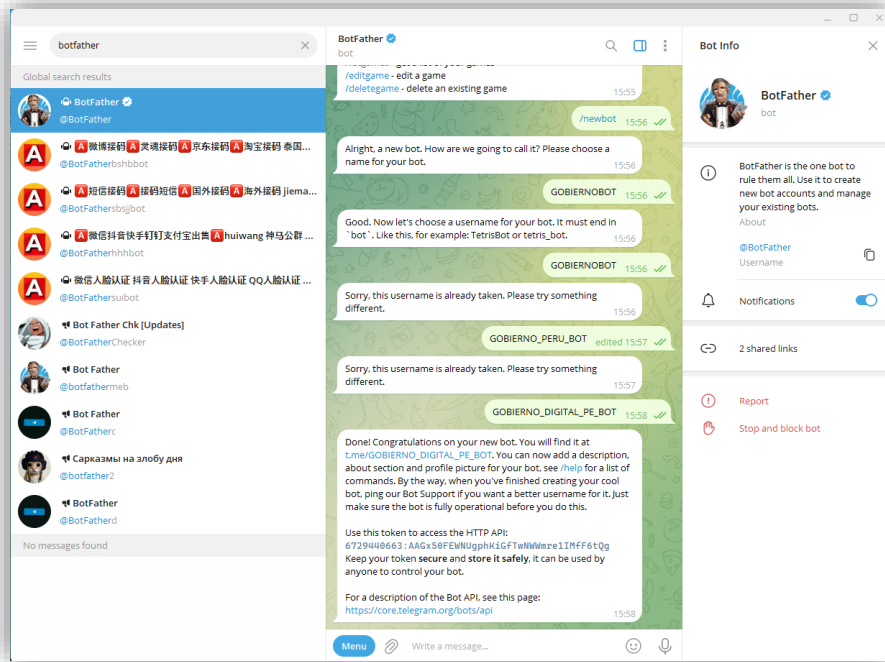 botfather
Global search results
BotFather
@BotFather
🅰微博接码🅰灵魂接码🅰京东接码🅰淘宝接码 泰国...
@BotFatherbshbbot
🅰短信接码🅰接码短信🅰国外接码🅰海外接码 jiema...
@BotFathersbsjjbot
🅰微信抖音快手钉钉支付宝出售🅰huiwang 神马公群 ...
@BotFatherhhhbot
微信人脸认证 抖音人脸认证 快手人脸认证 QQ人脸认证 ...
@BotFathersuibot
Bot Father Chk [Updates]
@BotFatherChecker
Bot Father
@botfathermeb
Bot Father
@BotFatherc
Сарказмы на злобу дня
@botfather2
BotFather
@BotFatherd
No messages found
BotFather
bot
/editgame - edit a game
/deletegame - delete an existing game
15:55
/newbot 15:56
Alright, a new bot. How are we going to call it? Please choose a
name for your bot.
15:56
GOBIERNOBOT 15:56
Good. Now let's choose a username for your bot. It must end in
`bot`. Like this, for example: TetrisBot or tetris_bot.
15:56
GOBIERNOBOT 15:56
Sorry, this username is already taken. Please try something
different.
15:56
GOBIERNO_PERU_BOT edited 15:57
Sorry, this username is already taken. Please try something
different.
15:57
GOBIERNO_DIGITAL_PE_BOT 15:58
Done! Congratulations on your new bot. You will find it at
t.me/GOBIERNO_DIGITAL_PE_BOT. You can now add a description,
about section and profile picture for your bot, see /help for a list of
commands. By the way, when you've finished creating your cool
bot, ping our Bot Support if you want a better username for it. Just
make sure the bot is fully operational before you do this.
Use this token to access the HTTP API:
6729440663:AAGx50FEWNUgphKiGfTwNWWmre1IMfF6tQg
Keep your token secure and store it safely, it can be used by
anyone to control your bot.
For a description of the Bot API, see this page:
https://core.telegram.org/bots/api
15:58
Menu
Write a message...
Bot Info
BotFather
bot
BotFather is the one bot to
rule them all. Use it to create
new bot accounts and manage
your existing bots.
About
@BotFather
Username
Notifications
2 shared links
Report
Stop and block bot